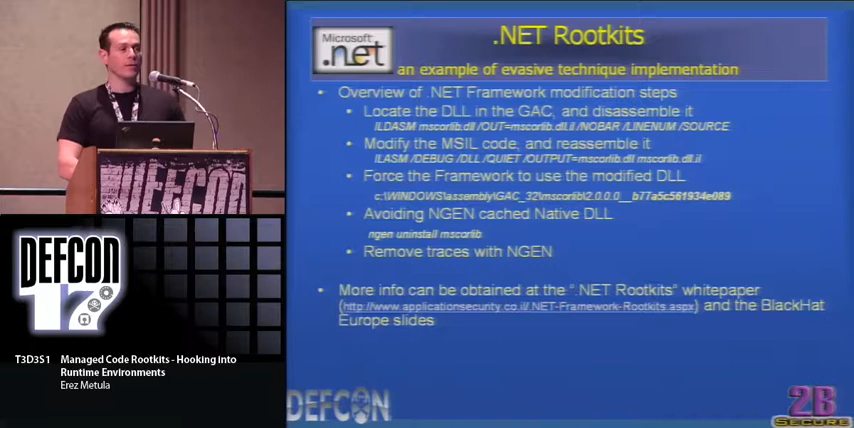 Microsoft
.net
.NET Rootkits
an example of evasive technique implementation
• Overview of .NET Framework modification steps
• Locate the DLL in the GAC, and disassemble it
ILDASM mscorlib.dll /OUT=mscorlib.dll.il /NOBAR /LINENUM /SOURCE
• Modify the MSIL code, and reassemble it
ILASM /DEBUG /DLL /QUIET /OUTPUT=mscorlib.dll mscorlib.dll.il
• Force the Framework to use the modified DLL
c:\WINDOWS\assembly\GAC_32\mscorlib\2.0.0.0__b77a5c561934e089
• Avoiding NGEN cached Native DLL
ngen uninstall mscorlib
• Remove traces with NGEN
• More info can be obtained at the ".NET Rootkits" whitepaper
(http://www.applicationsecurity.co.il/.NET-Framework-Rootkits.aspx) and the BlackHat
Europe slides
DEFCON
2B
SECURE
DEFCON
DEFCON
17
T3D3S1 Managed Code Rootkits - Hooking into
Runtime Environments
Erez Metula